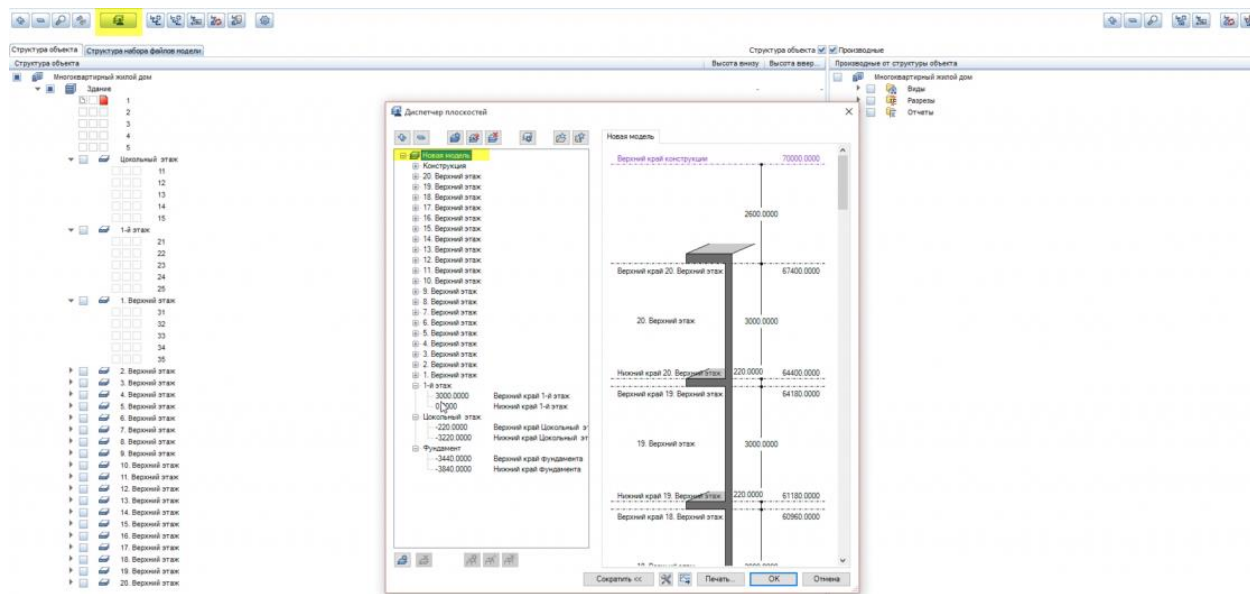 Структура объекта Структура набора файлов модели
Структура объекта Производные
Структура объекта Высота внизу Высота ввер...
Производные от структуры объекта
Многоквартирный жилой дом
Здание - -
1
2
3
4
5
Цокольный этаж
11
12
13
14
15
1-й этаж
21
22
23
24
25
1. Верхний этаж
31
32
33
34
35
2. Верхний этаж
3. Верхний этаж
4. Верхний этаж
5. Верхний этаж
6. Верхний этаж
7. Верхний этаж
8. Верхний этаж
9. Верхний этаж
10. Верхний этаж
11. Верхний этаж
12. Верхний этаж
13. Верхний этаж
14. Верхний этаж
15. Верхний этаж
16. Верхний этаж
17. Верхний этаж
18. Верхний этаж
19. Верхний этаж
20. Верхний этаж
Диспетчер плоскостей
Новая модель
Конструкция
20. Верхний этаж
19. Верхний этаж
18. Верхний этаж
17. Верхний этаж
16. Верхний этаж
15. Верхний этаж
14. Верхний этаж
13. Верхний этаж
12. Верхний этаж
11. Верхний этаж
10. Верхний этаж
9. Верхний этаж
8. Верхний этаж
7. Верхний этаж
6. Верхний этаж
5. Верхний этаж
4. Верхний этаж
3. Верхний этаж
2. Верхний этаж
1. Верхний этаж
1-й этаж
3000.0000 Верхний край 1-й этаж
Нижний край 1-й этаж
Цокольный этаж
-220.0000 Верхний край Цокольный э
-3220.0000 Нижний край Цокольный эт
Фундамент
-3440.0000 Верхний край фундамента
-3840.0000 Нижний край фундамента
Новая модель
Верхний край конструкции 70000.0000
2600.0000
Верхний край 20. Верхний этаж 67400.0000
20. Верхний этаж 3000.0000
Нижний край 20. Верхний этаж 220.0000 64400.0000
Верхний край 19. Верхний этаж 64180.0000
19. Верхний этаж 3000.0000
Нижний край 19. Верхний этаж 220.0000 61180.0000
Верхний край 18. Верхний этаж 60960.0000
Сократить << Печать... OK Отмена
Многоквартирный жилой дом
Виды
Разрезы
Отчеты